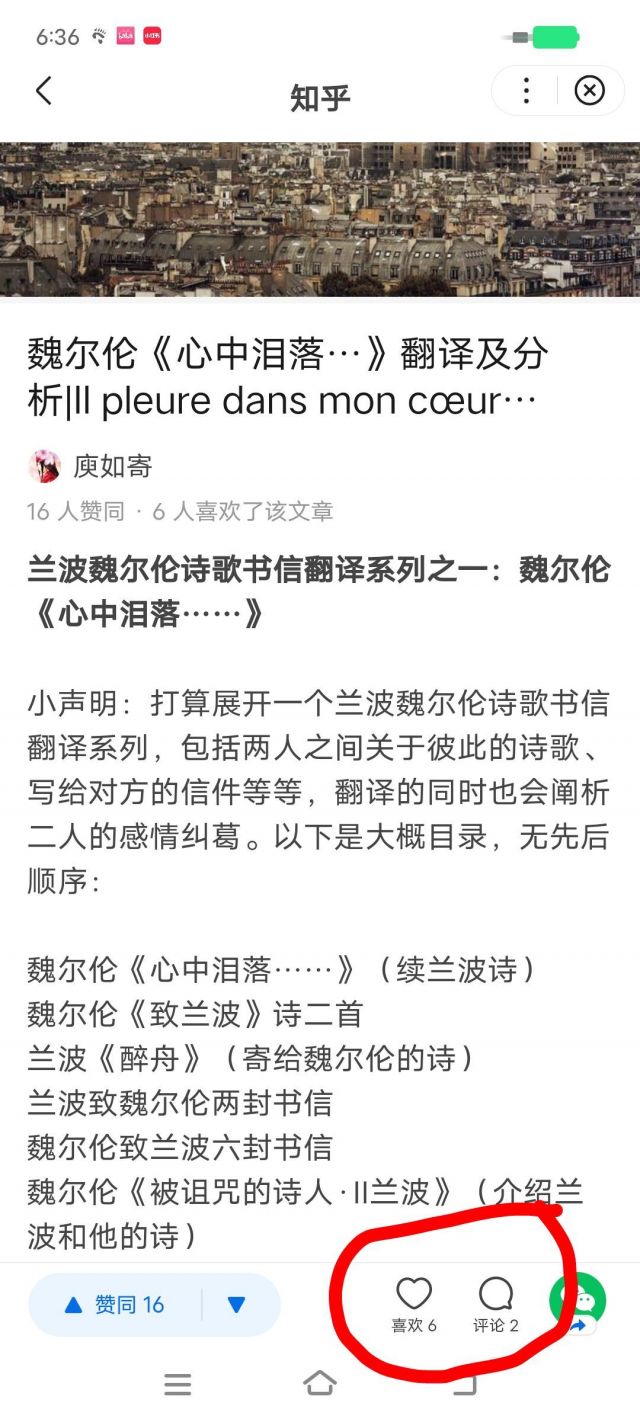 6:36
知乎
魏尔伦《心中泪落…》翻译及分
析|Il pleure dans mon cœur…
庾如寄
16 人赞同 · 6 人喜欢了该文章
兰波魏尔伦诗歌书信翻译系列之一：魏尔伦
《心中泪落……》
小声明：打算展开一个兰波魏尔伦诗歌书信
翻译系列，包括两人之间关于彼此的诗歌、
写给对方的信件等等，翻译的同时也会阐析
二人的感情纠葛。以下是大概目录，无先后
顺序：
魏尔伦《心中泪落……》（续兰波诗）
魏尔伦《致兰波》诗二首
兰波《醉舟》（寄给魏尔伦的诗）
兰波致魏尔伦两封书信
魏尔伦致兰波六封书信
魏尔伦《被诅咒的诗人·II兰波》（介绍兰
波和他的诗）
赞同 16
喜欢 6
评论 2